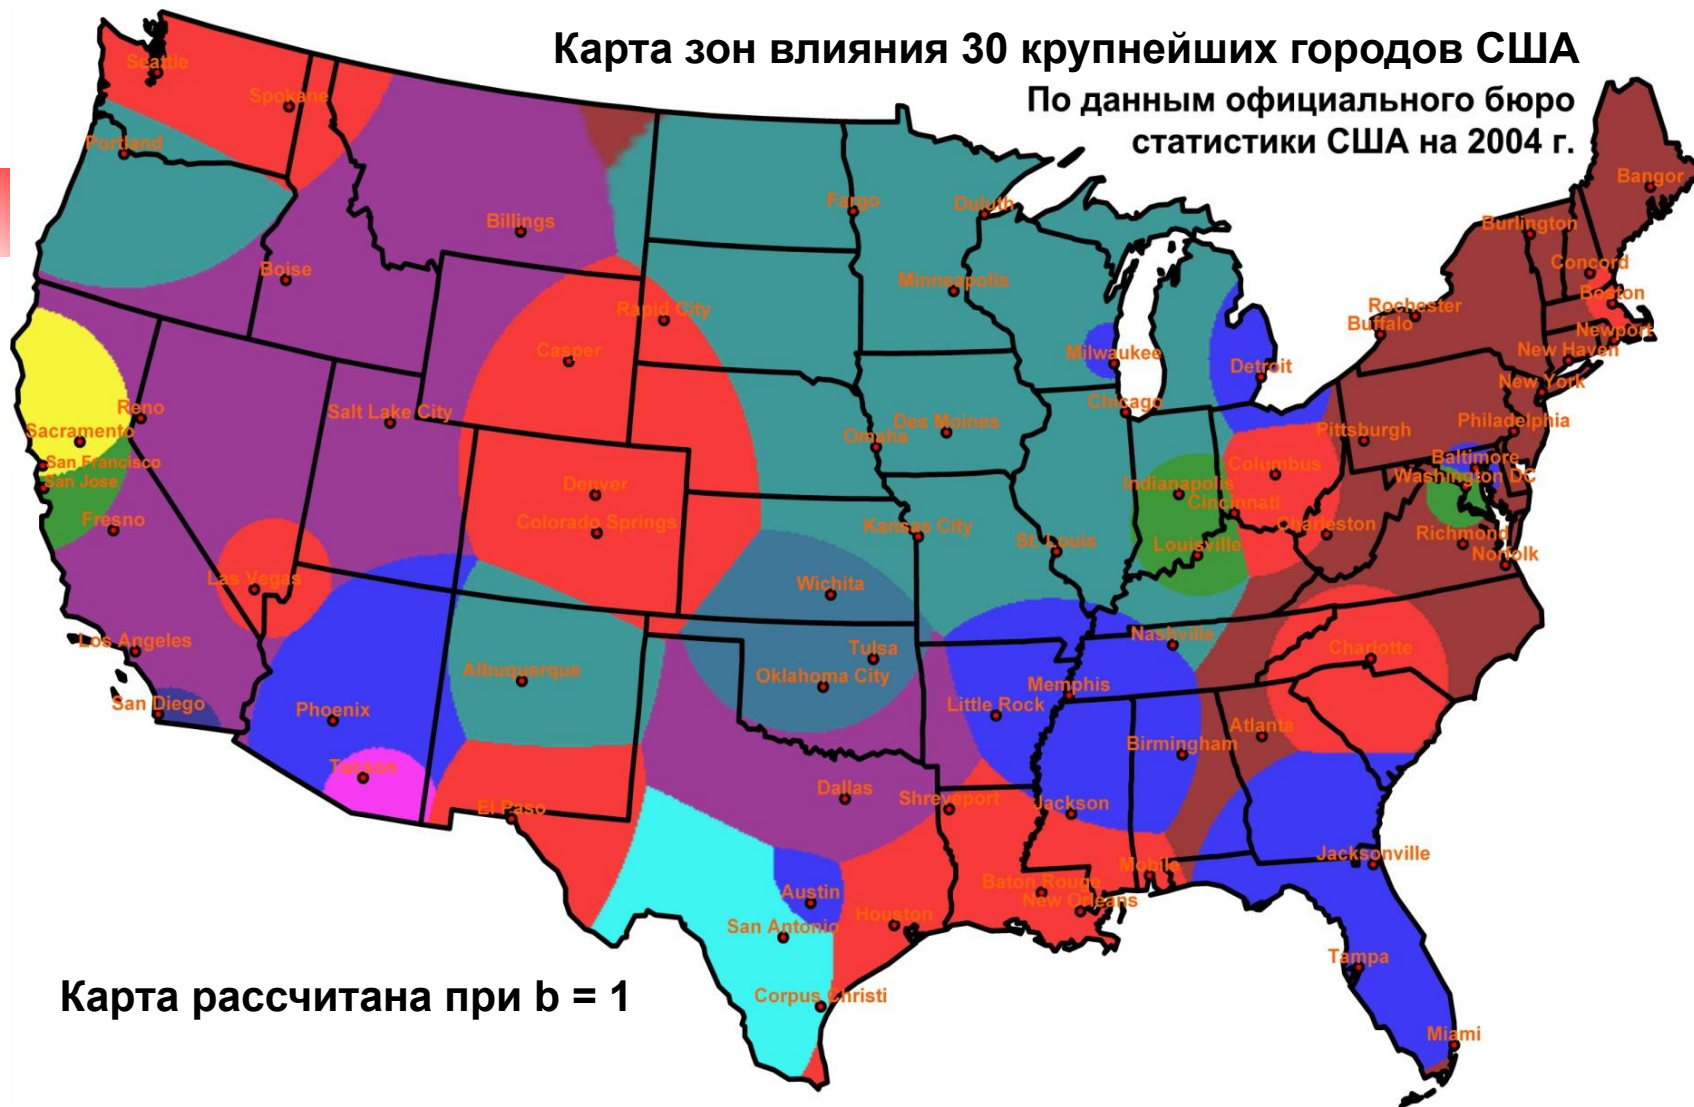 Карта зон влияния 30 крупнейших городов США
По данным официального бюро
статистики США на 2004 г.
Seattle
Spokane
Portland
Bangor
Fargo
Duluth
Billings
Burlington
Boise
Concord
Minneapolis
Boston
Rapid City
Rochester
Buffalo
Newport
Casper
Milwaukee
New Haven
Detroit
New York
Reno
Salt Lake City
Chicago
Sacramento
Des Moines
Omaha
Pittsburgh
Philadelphia
San Francisco
Columbus
Baltimore
San Jose
Denver
Indianapolis
Washington DC
Cincinnati
Fresno
Colorado Springs
Kansas City
Charleston
St. Louis
Louisville
Richmond
Norfolk
Las Vegas
Wichita
Los Angeles
Nashville
Tulsa
Charlotte
Albuquerque
Oklahoma City
Memphis
San Diego
Phoenix
Little Rock
Atlanta
Birmingham
Tucson
Dallas
El Paso
Shreveport
Jackson
Jacksonville
Mobile
Austin
Baton Rouge
New Orleans
San Antonio
Houston
Tampa
Corpus Christi
Карта рассчитана при b = 1
Miami